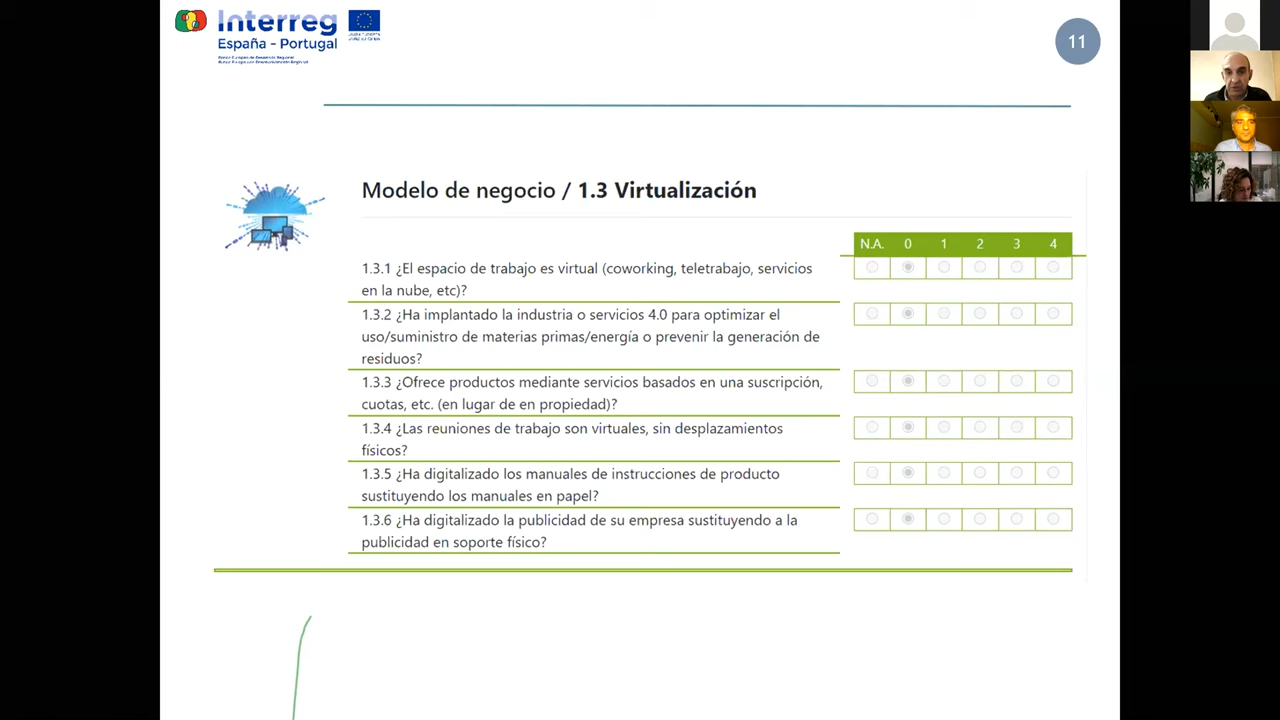 Interreg
España - Portugal
11
Modelo de negocio / 1.3 Virtualización
N.A. 0 1 2 3 4
1.3.1 ¿El espacio de trabajo es virtual (coworking, teletrabajo, servicios
en la nube, etc)?
1.3.2 ¿Ha implantado la industria o servicios 4.0 para optimizar el
uso/suministro de materias primas/energía o prevenir la generación de
residuos?
1.3.3 ¿Ofrece productos mediante servicios basados en una suscripción,
cuotas, etc. (en lugar de en propiedad)?
1.3.4 ¿Las reuniones de trabajo son virtuales, sin desplazamientos
físicos?
1.3.5 ¿Ha digitalizado los manuales de instrucciones de producto
sustituyendo los manuales en papel?
1.3.6 ¿Ha digitalizado la publicidad de su empresa sustituyendo a la
publicidad en soporte físico?